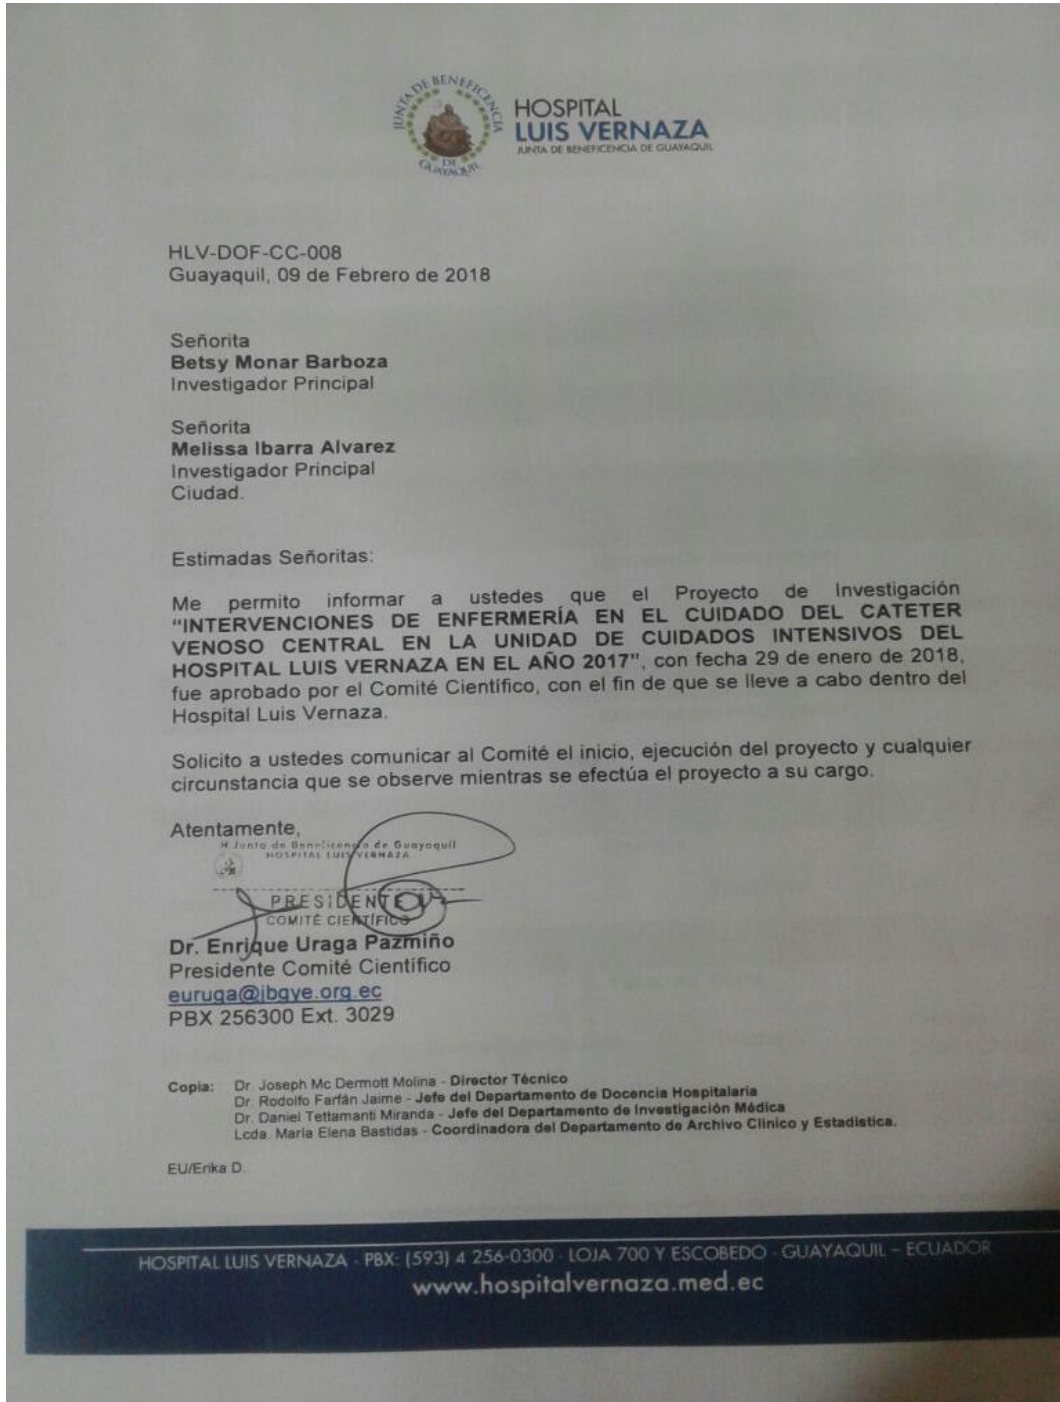 JUNTA DE BENEFICENCIA
DE
GUAYAQUIL
HOSPITAL
LUIS VERNAZA
JUNTA DE BENEFICENCIA DE GUAYAQUIL
HLV-DOF-CC-008
Guayaquil, 09 de Febrero de 2018
Señorita
Betsy Monar Barboza
Investigador Principal
Señorita
Melissa Ibarra Alvarez
Investigador Principal
Ciudad.
Estimadas Señoritas:
Me permito informar a ustedes que el Proyecto de Investigación
“INTERVENCIONES DE ENFERMERÍA EN EL CUIDADO DEL CATETER
VENOSO CENTRAL EN LA UNIDAD DE CUIDADOS INTENSIVOS DEL
HOSPITAL LUIS VERNAZA EN EL AÑO 2017”, con fecha 29 de enero de 2018,
fue aprobado por el Comité Científico, con el fin de que se lleve a cabo dentro del
Hospital Luis Vernaza.
Solicito a ustedes comunicar al Comité el inicio, ejecución del proyecto y cualquier
circunstancia que se observe mientras se efectúa el proyecto a su cargo.
Atentamente,
H Junta de Beneficencia de Guayaquil
HOSPITAL LUIS VERNAZA
PRESIDENTE
COMITÉ CIENTÍFICO
Dr. Enrique Uraga Pazmiño
Presidente Comité Científico
euruga@jbgye.org.ec
PBX 256300 Ext. 3029
Copia: Dr. Joseph Mc Dermott Molina - Director Técnico
Dr. Rodolfo Farfán Jaime - Jefe del Departamento de Docencia Hospitalaria
Dr. Daniel Tettamanti Miranda - Jefe del Departamento de Investigación Médica
Lcda. María Elena Bastidas - Coordinadora del Departamento de Archivo Clínico y Estadística.
EU/Erika D.
HOSPITAL LUIS VERNAZA · PBX: (593) 4 256-0300 · LOJA 700 Y ESCOBEDO · GUAYAQUIL – ECUADOR
www.hospitalvernaza.med.ec